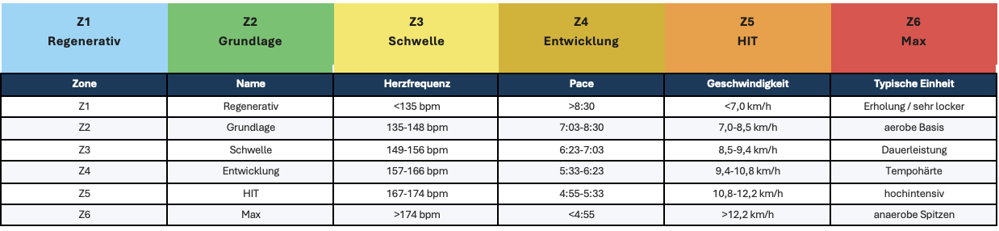 Z1 Z2 Z3 Z4 Z5 Z6
Regenerativ Grundlage Schwelle Entwicklung HIT Max
Zone Name Herzfrequenz Pace Geschwindigkeit Typische Einheit
Z1 Regenerativ <135 bpm >8:30 <7,0 km/h Erholung / sehr locker
Z2 Grundlage 135-148 bpm 7:03-8:30 7,0-8,5 km/h aerobe Basis
Z3 Schwelle 149-156 bpm 6:23-7:03 8,5-9,4 km/h Dauerleistung
Z4 Entwicklung 157-166 bpm 5:33-6:23 9,4-10,8 km/h Tempohärte
Z5 HIT 167-174 bpm 4:55-5:33 10,8-12,2 km/h hochintensiv
Z6 Max >174 bpm <4:55 >12,2 km/h anaerobe Spitzen